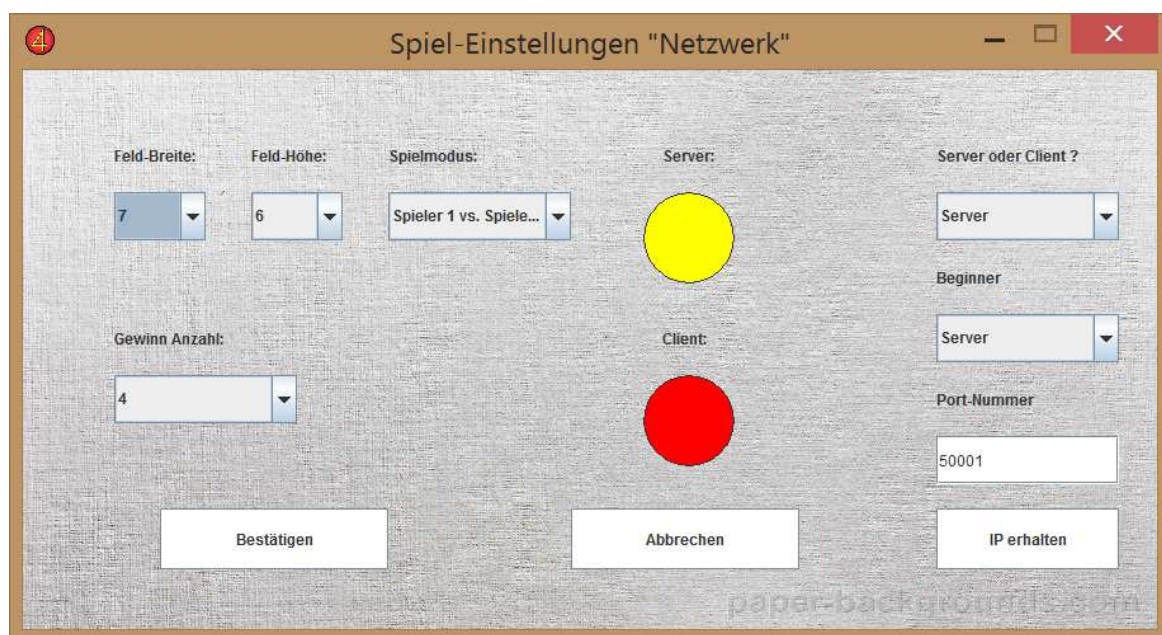 4
Spiel-Einstellungen "Netzwerk"
Feld-Breite: Feld-Höhe: Spielmodus: Server: Server oder Client ?
7 6 Spieler 1 vs. Spiele... Server
Beginner
Gewinn Anzahl: Client: Server
4 Port-Nummer
50001
Bestätigen Abbrechen IP erhalten
paper-backgrounds.com